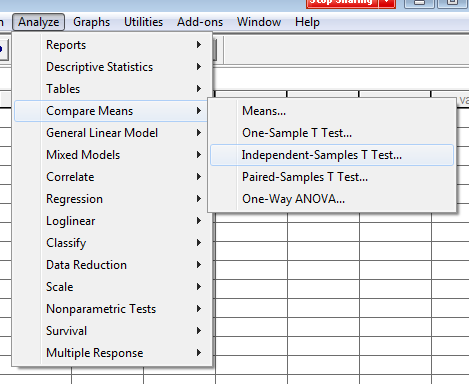 Stop Sharing
Analyze Graphs Utilities Add-ons Window Help
Reports
Descriptive Statistics
Tables
Compare Means
General Linear Model
Mixed Models
Correlate
Regression
Loglinear
Classify
Data Reduction
Scale
Nonparametric Tests
Survival
Multiple Response
Means...
One-Sample T Test...
Independent-Samples T Test...
Paired-Samples T Test...
One-Way ANOVA...